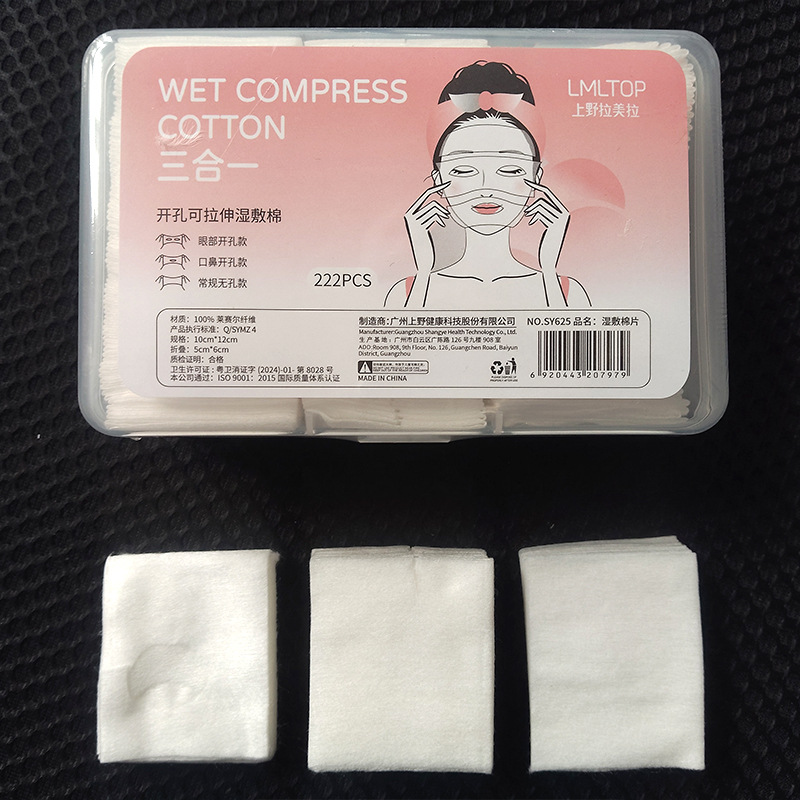 WET COMPRESS
COTTON
三合一
LMLTOP
上野拉美拉
开孔可拉伸湿敷棉
眼部开孔款
口鼻开孔款
常规无孔款
222PCS
材质：100% 莱赛尔纤维
产品执行标准：Q/SYMZ 4
规格：10cm*12cm
折叠：5cm*6cm
质检证明：合格
卫生许可证：粤卫消证字 (2024)-01- 第 8028 号
本公司通过：ISO 9001：2015 国际质量体系认证
制造商：广州上野健康科技股份有限公司
Manufacturer:Guangzhou Shangye Health Technology Co., Ltd.
生产基地：广州市白云区广陈路 126 号九楼 908 室
ADD:Room 908, 9th Floor, No. 126, Guangchen Road, Baiyun
District, Guangzhou
MADE IN CHINA
NO.SY625 品名：湿敷棉片
6 920443 207979